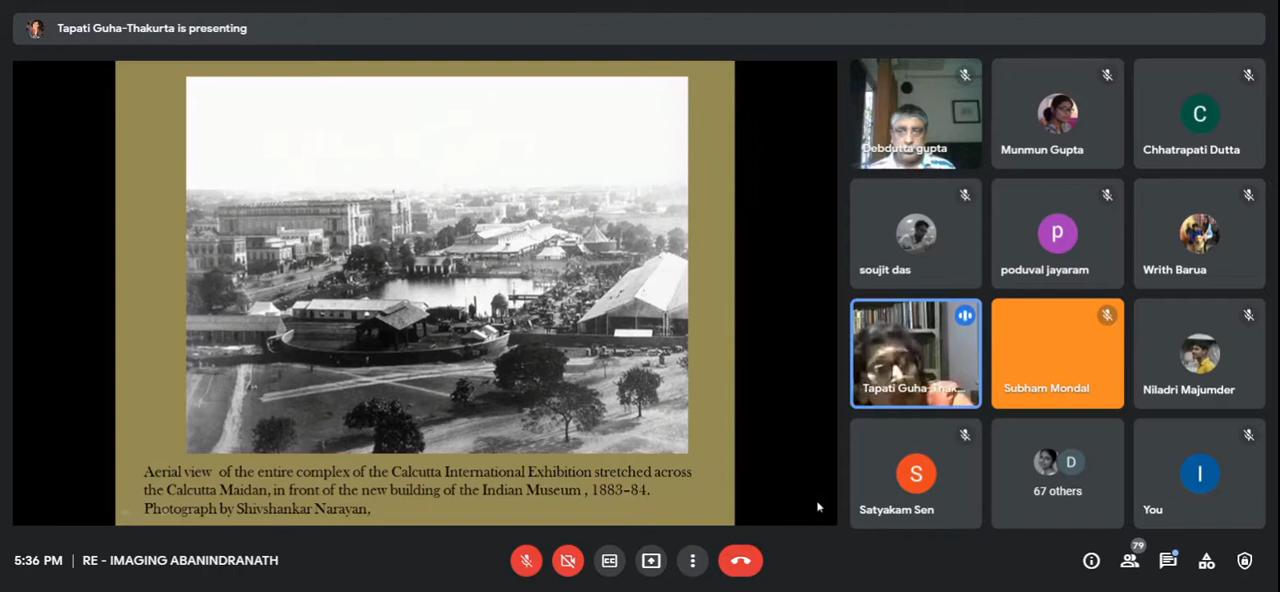 Tapati Guha-Thakurta is presenting
Aerial view of the entire complex of the Calcutta International Exhibition stretched across
the Calcutta Maidan, in front of the new building of the Indian Museum , 1883–84.
Photograph by Shivshankar Narayan,
Debdutta gupta
Munmun Gupta
C
Chhatrapati Dutta
soujit das
p
poduval jayaram
Writh Barua
Tapati Guha-Thak...
Subham Mondal
Niladri Majumder
S
Satyakam Sen
D
67 others
I
You
5:36 PM | RE - IMAGING ABANINDRANATH
CC
79